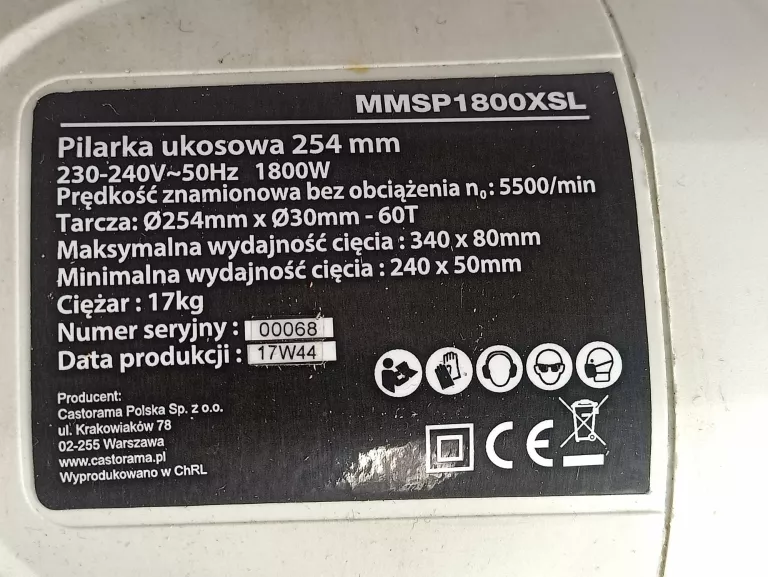 MMSP1800XSL
Pilarka ukosowa 254 mm
230-240V~50Hz 1800W
Prędkość znamionowa bez obciążenia n₀: 5500/min
Tarcza: Ø254mm x Ø30mm - 60T
Maksymalna wydajność cięcia : 340 x 80mm
Minimalna wydajność cięcia : 240 x 50mm
Ciężar : 17kg
Numer seryjny : 00068
Data produkcji : 17W44
Producent:
Castorama Polska Sp. z o.o.
ul. Krakowiaków 78
02-255 Warszawa
www.castorama.pl
Wyprodukowano w ChRL
CE